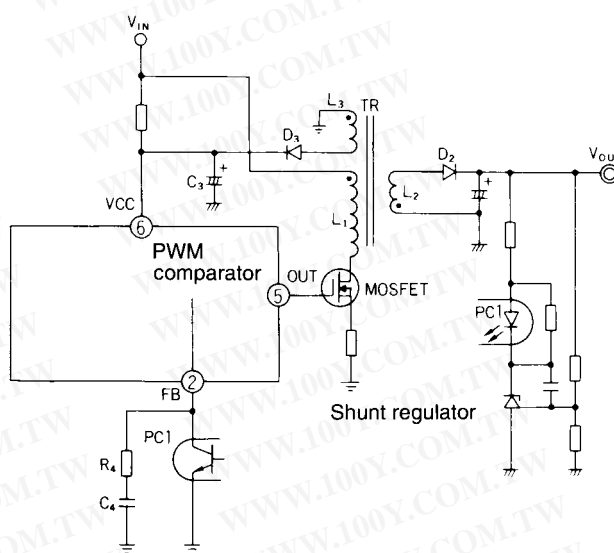 WWW.100Y.COM.TW
VIN
L3
TR
D3
D2
VOU
C3
VCC
6
L1
L2
PWM
comparator
OUT
5
MOSFET
PC1
2
FB
Shunt regulator
PC1
R4
C4